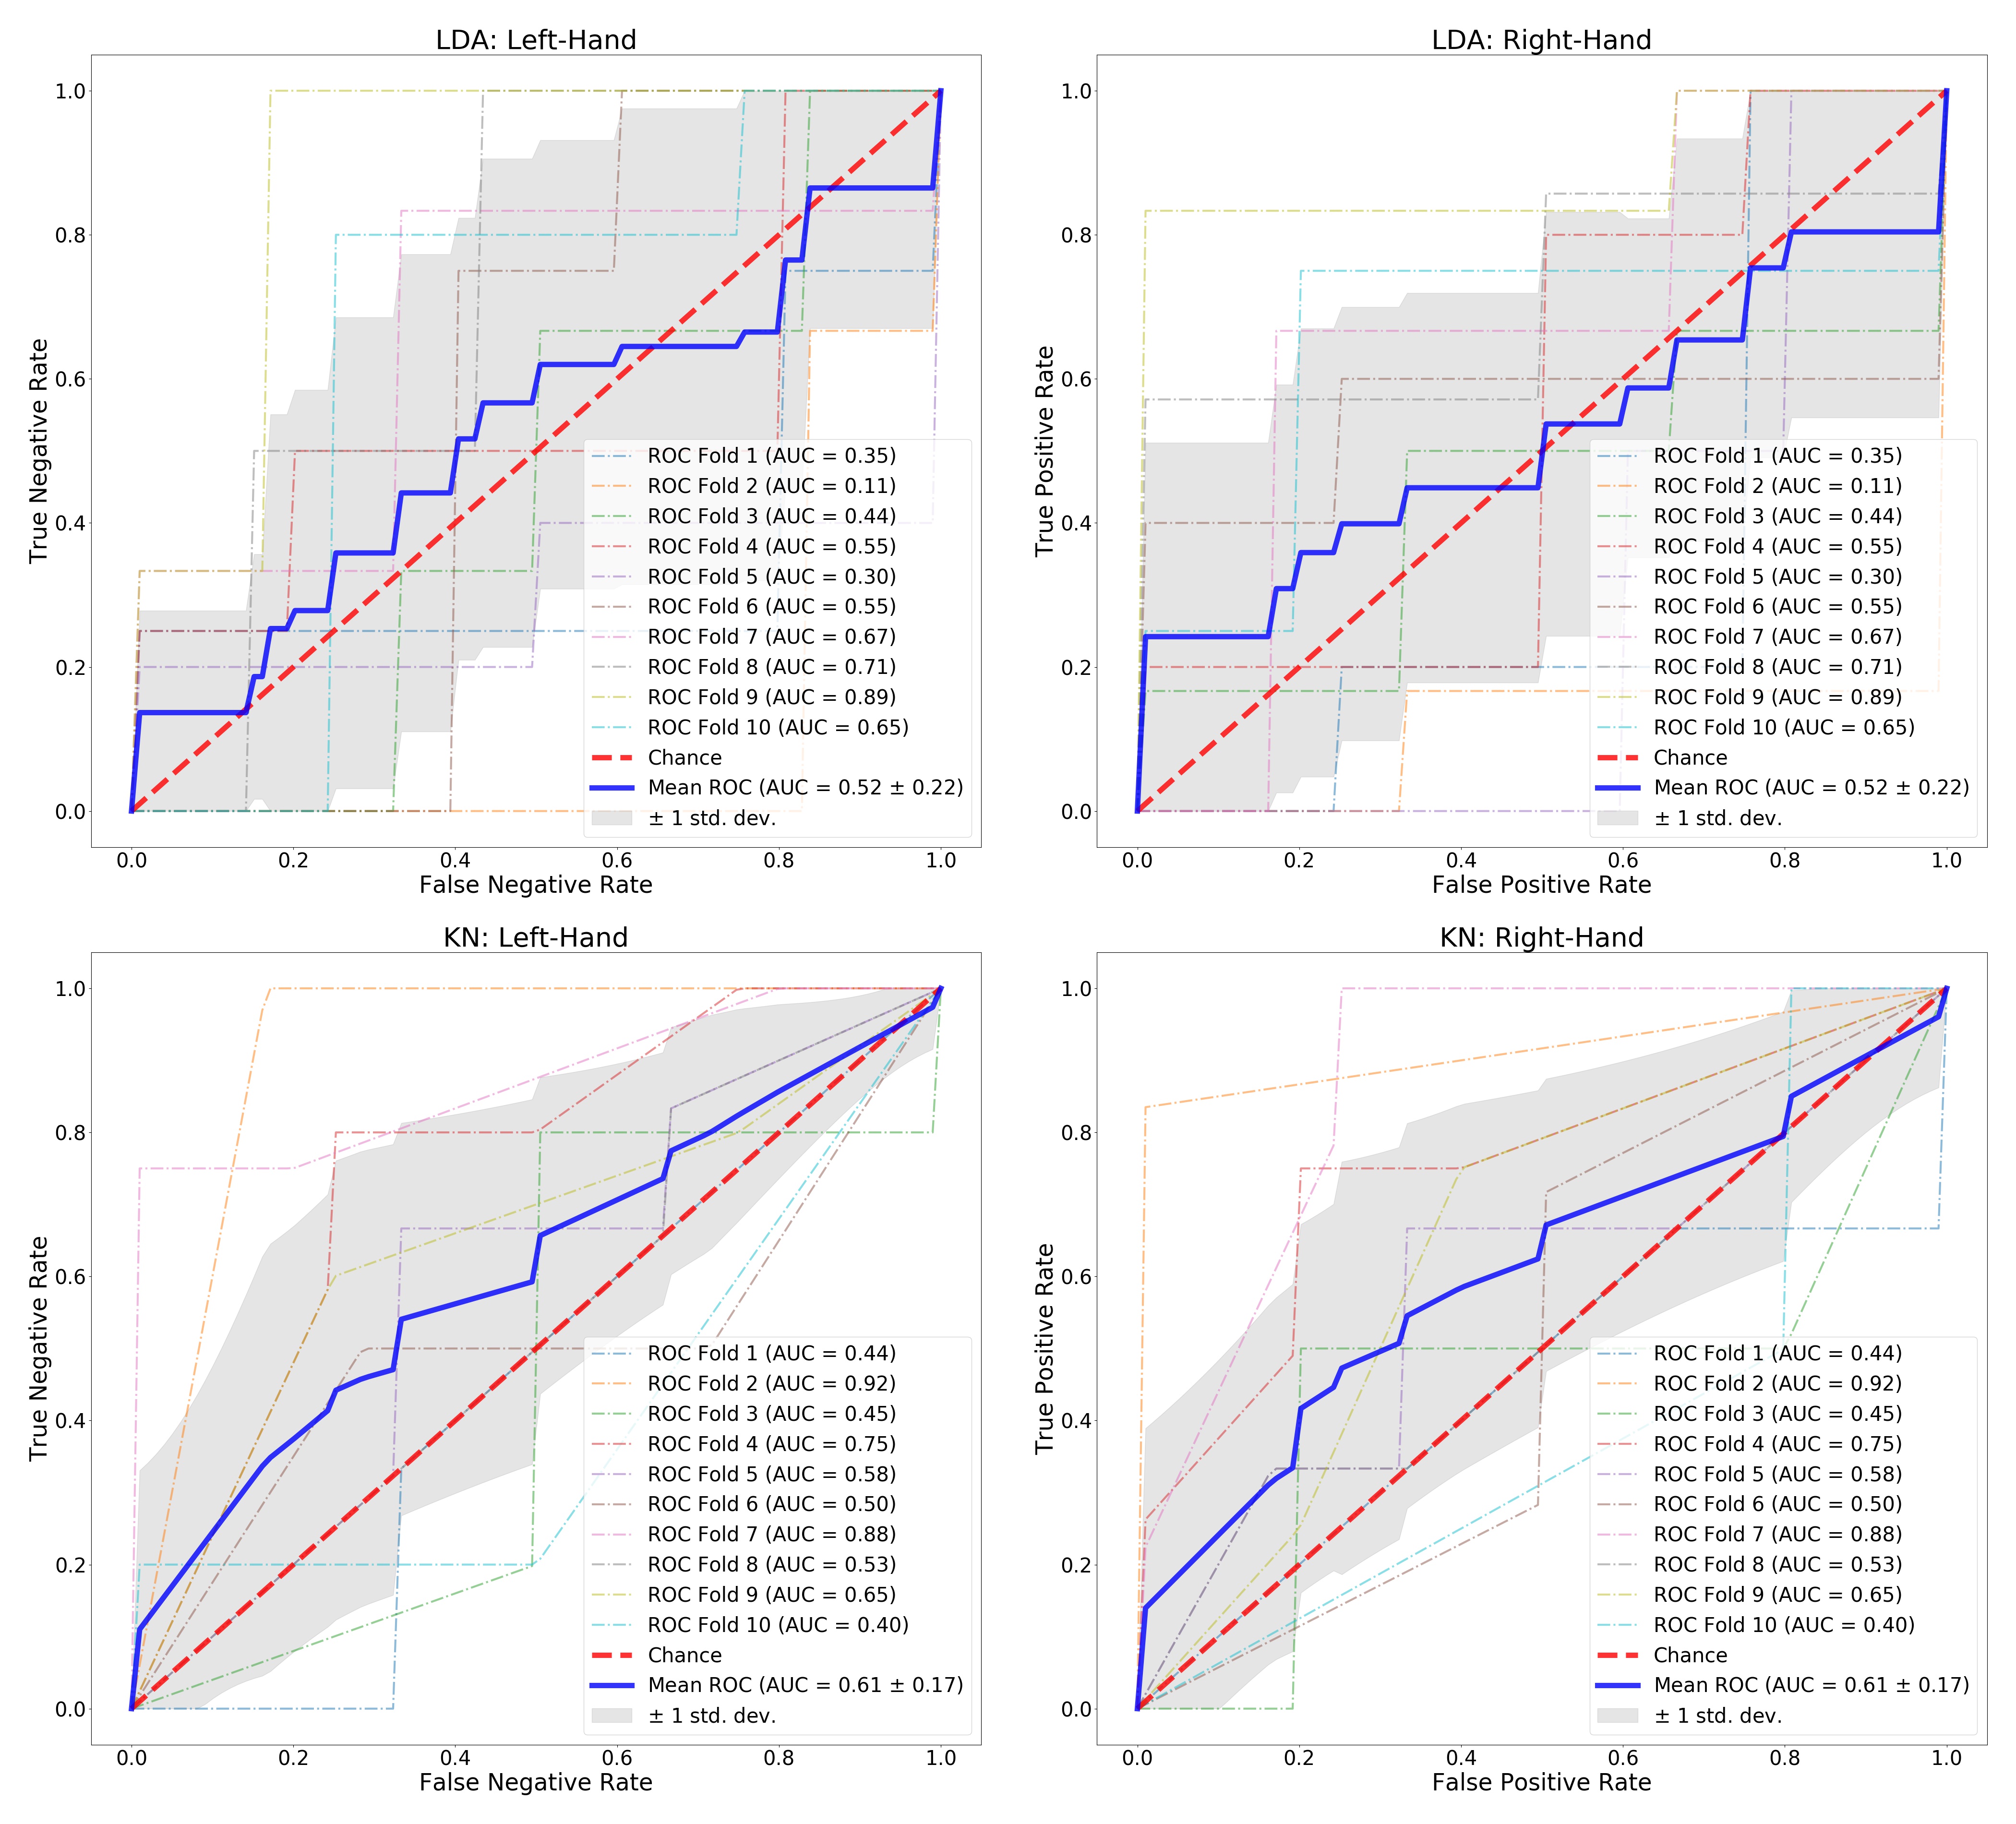 LDA: Left-Hand
True Negative Rate
1.0
0.8
0.6
0.4
0.2
0.0
ROC Fold 1 (AUC = 0.35)
ROC Fold 2 (AUC = 0.11)
ROC Fold 3 (AUC = 0.44)
ROC Fold 4 (AUC = 0.55)
ROC Fold 5 (AUC = 0.30)
ROC Fold 6 (AUC = 0.55)
ROC Fold 7 (AUC = 0.67)
ROC Fold 8 (AUC = 0.71)
ROC Fold 9 (AUC = 0.89)
ROC Fold 10 (AUC = 0.65)
Chance
Mean ROC (AUC = 0.52 ± 0.22)
± 1 std. dev.
0.0 0.2 0.4 0.6 0.8 1.0
False Negative Rate
LDA: Right-Hand
True Positive Rate
1.0
0.8
0.6
0.4
0.2
0.0
ROC Fold 1 (AUC = 0.35)
ROC Fold 2 (AUC = 0.11)
ROC Fold 3 (AUC = 0.44)
ROC Fold 4 (AUC = 0.55)
ROC Fold 5 (AUC = 0.30)
ROC Fold 6 (AUC = 0.55)
ROC Fold 7 (AUC = 0.67)
ROC Fold 8 (AUC = 0.71)
ROC Fold 9 (AUC = 0.89)
ROC Fold 10 (AUC = 0.65)
Chance
Mean ROC (AUC = 0.52 ± 0.22)
± 1 std. dev.
0.0 0.2 0.4 0.6 0.8 1.0
False Positive Rate
KN: Left-Hand
True Negative Rate
1.0
0.8
0.6
0.4
0.2
0.0
ROC Fold 1 (AUC = 0.44)
ROC Fold 2 (AUC = 0.92)
ROC Fold 3 (AUC = 0.45)
ROC Fold 4 (AUC = 0.75)
ROC Fold 5 (AUC = 0.58)
ROC Fold 6 (AUC = 0.50)
ROC Fold 7 (AUC = 0.88)
ROC Fold 8 (AUC = 0.53)
ROC Fold 9 (AUC = 0.65)
ROC Fold 10 (AUC = 0.40)
Chance
Mean ROC (AUC = 0.61 ± 0.17)
± 1 std. dev.
0.0 0.2 0.4 0.6 0.8 1.0
False Negative Rate
KN: Right-Hand
True Positive Rate
1.0
0.8
0.6
0.4
0.2
0.0
ROC Fold 1 (AUC = 0.44)
ROC Fold 2 (AUC = 0.92)
ROC Fold 3 (AUC = 0.45)
ROC Fold 4 (AUC = 0.75)
ROC Fold 5 (AUC = 0.58)
ROC Fold 6 (AUC = 0.50)
ROC Fold 7 (AUC = 0.88)
ROC Fold 8 (AUC = 0.53)
ROC Fold 9 (AUC = 0.65)
ROC Fold 10 (AUC = 0.40)
Chance
Mean ROC (AUC = 0.61 ± 0.17)
± 1 std. dev.
0.0 0.2 0.4 0.6 0.8 1.0
False Positive Rate